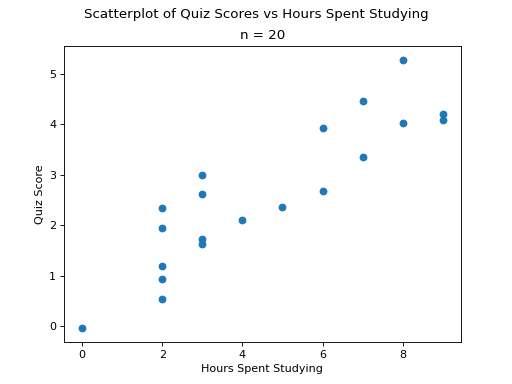 Scatterplot of Quiz Scores vs Hours Spent Studying
n = 20
5
4
3
2
1
0
Quiz Score
0 2 4 6 8
Hours Spent Studying